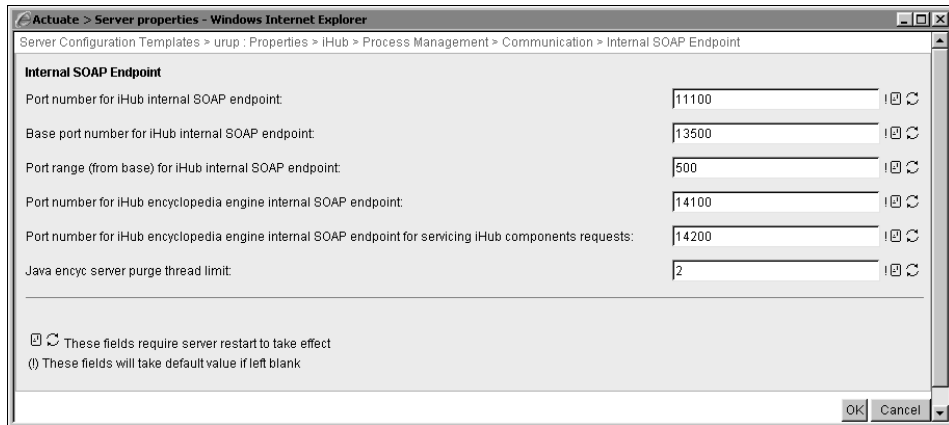 Actuate > Server properties - Windows Internet Explorer
Server Configuration Templates > urup : Properties > iHub > Process Management > Communication > Internal SOAP Endpoint
Internal SOAP Endpoint
Port number for iHub internal SOAP endpoint: 11100 !
Base port number for iHub internal SOAP endpoint: 13500 !
Port range (from base) for iHub internal SOAP endpoint: 500 !
Port number for iHub encyclopedia engine internal SOAP endpoint: 14100 !
Port number for iHub encyclopedia engine internal SOAP endpoint for servicing iHub components requests: 14200 !
Java encyc server purge thread limit: 2 !
These fields require server restart to take effect
(!) These fields will take default value if left blank
OK Cancel